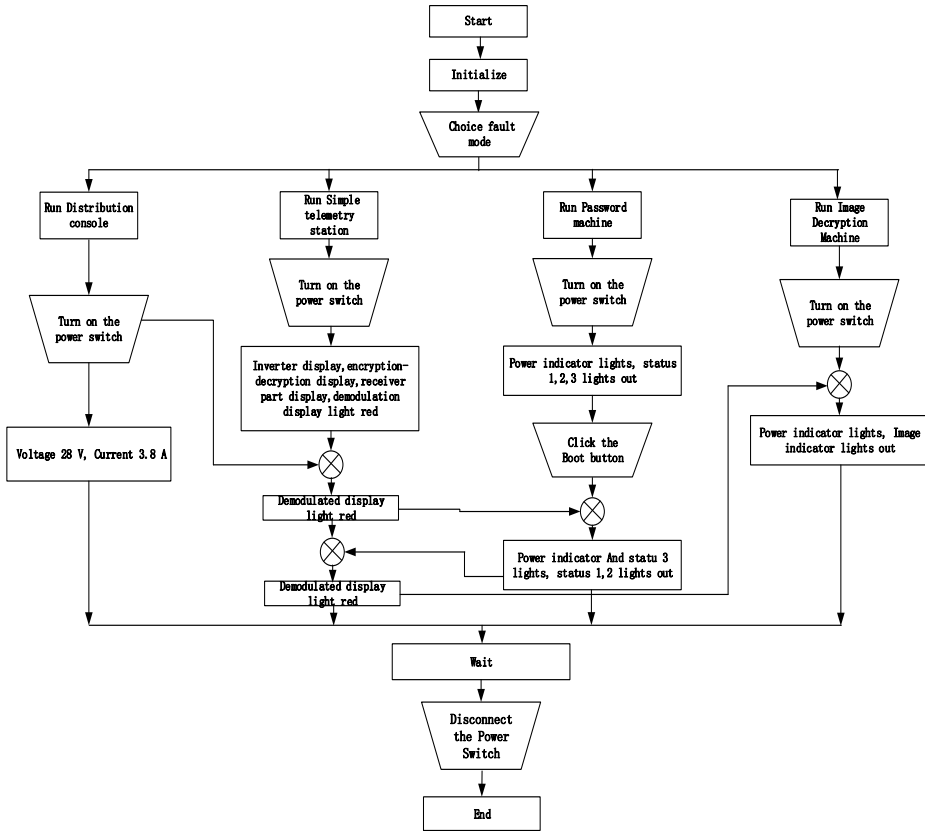 Start
Initialize
Choice fault
mode
Run Distribution
console
Run Simple
telemetry
station
Run Password
machine
Run Image
Decryption
Machine
Turn on the
power switch
Turn on the
power switch
Turn on the
power switch
Turn on the
power switch
Inverter display,encryption-
decryption display,receiver
part display,demodulation
display light red
Power indicator lights, status
1,2,3 lights out
Voltage 28 V, Current 3.8 A
Click the
Boot button
Power indicator lights, Image
indicator lights out
Demodulated display
light red
Power indicator And statu 3
lights, status 1,2 lights out
Demodulated display
light red
Wait
Disconnect
the Power
Switch
End